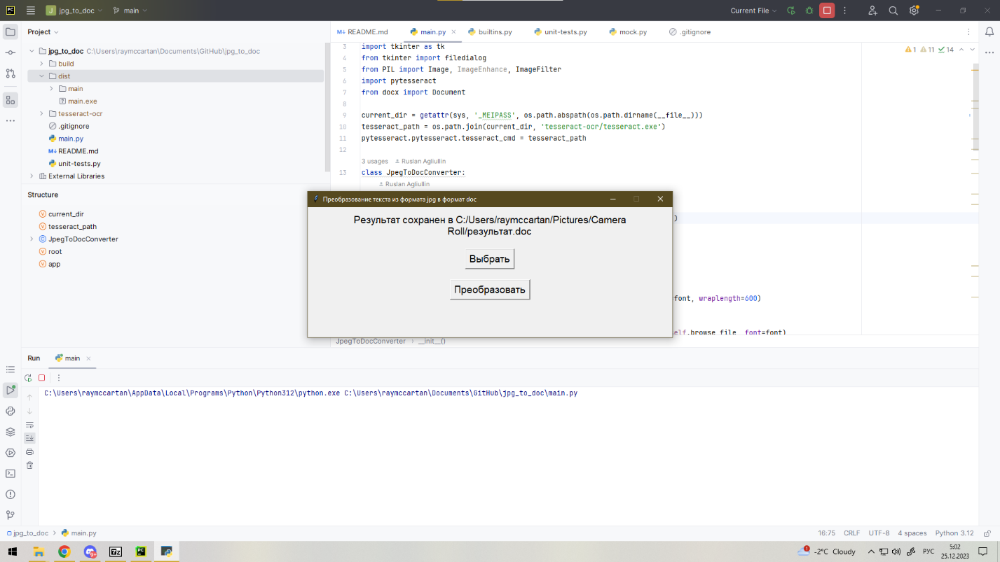 jpg_to_doc
main
Current File
Project
README.md
main.py
builtins.py
unit-tests.py
mock.py
.gitignore
jpg_to_doc C:\Users\raymccartan\Documents\GitHub\jpg_to_doc
build
dist
main
main.exe
tesseract-ocr
.gitignore
main.py
README.md
unit-tests.py
External Libraries
1 11 14
3 import tkinter as tk
4 from tkinter import filedialog
5 from PIL import Image, ImageEnhance, ImageFilter
6 import pytesseract
7 from docx import Document
8
9 current_dir = getattr(sys, '_MEIPASS', os.path.abspath(os.path.dirname(__file__)))
10 tesseract_path = os.path.join(current_dir, 'tesseract-ocr/tesseract.exe')
11 pytesseract.pytesseract.tesseract_cmd = tesseract_path
12
3 usages Ruslan Agliullin
13 class JpegToDocConverter:
Ruslan Agliullin
)
=font, wraplength=600)
elf.browse_file, font=font)
JpegToDocConverter › __init__()
Structure
current_dir
tesseract_path
JpegToDocConverter
root
app
Преобразование текста из формата jpg в формат doc
Результат сохранен в C:/Users/raymccartan/Pictures/Camera
Roll/результат.doc
Выбрать
Преобразовать
Run
main
C:\Users\raymccartan\AppData\Local\Programs\Python\Python312\python.exe C:\Users\raymccartan\Documents\GitHub\jpg_to_doc\main.py
jpg_to_doc › main.py
16:75 CRLF UTF-8 4 spaces Python 3.12
-2°C Cloudy
РУС
5:02
25.12.2023